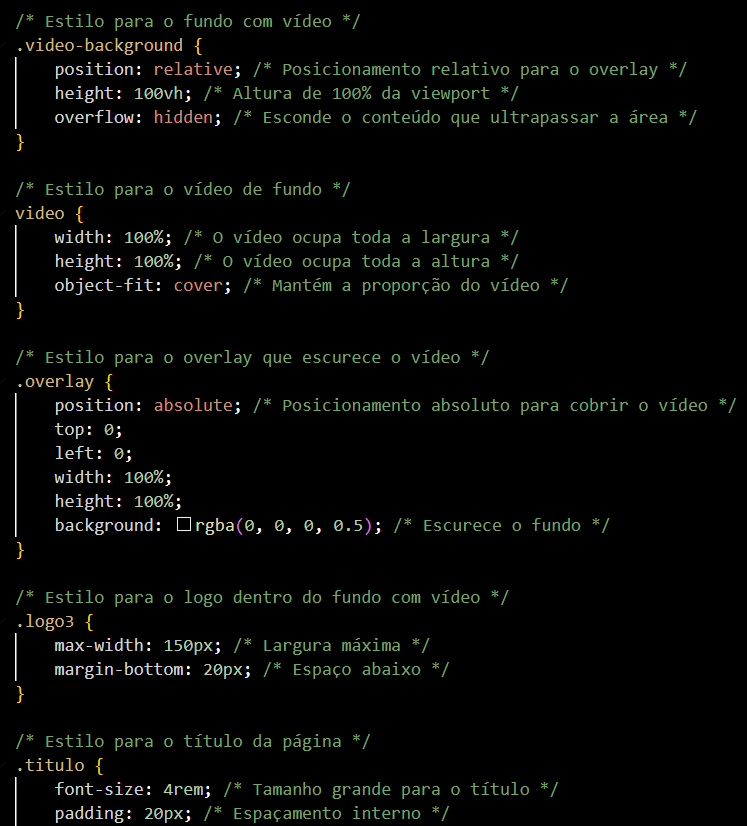 /* Estilo para o fundo com vídeo */
.video-background {
    position: relative; /* Posicionamento relativo para o overlay */
    height: 100vh; /* Altura de 100% da viewport */
    overflow: hidden; /* Esconde o conteúdo que ultrapassar a área */
}

/* Estilo para o vídeo de fundo */
video {
    width: 100%; /* O vídeo ocupa toda a largura */
    height: 100%; /* O vídeo ocupa toda a altura */
    object-fit: cover; /* Mantém a proporção do vídeo */
}

/* Estilo para o overlay que escurece o vídeo */
.overlay {
    position: absolute; /* Posicionamento absoluto para cobrir o vídeo */
    top: 0;
    left: 0;
    width: 100%;
    height: 100%;
    background: rgba(0, 0, 0, 0.5); /* Escurece o fundo */
}

/* Estilo para o logo dentro do fundo com vídeo */
.logo3 {
    max-width: 150px; /* Largura máxima */
    margin-bottom: 20px; /* Espaço abaixo */
}

/* Estilo para o título da página */
.titulo {
    font-size: 4rem; /* Tamanho grande para o título */
    padding: 20px; /* Espaçamento interno */